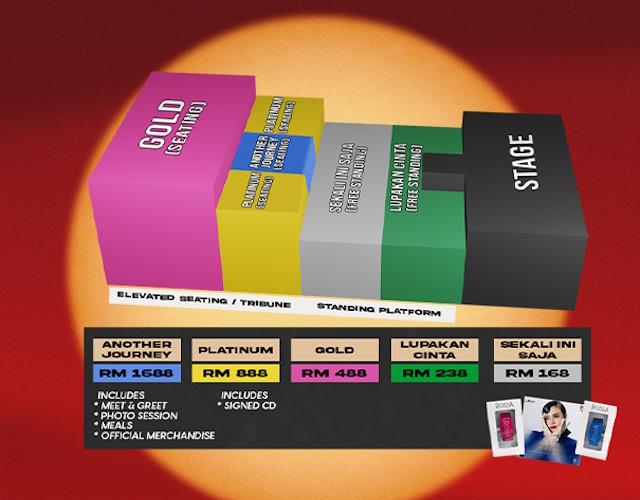 GOLD
(SEATING)
PLATINUM
(SEATING)
ANOTHER
JOURNEY
(SEATING)
PLATINUM
(SEATING)
SEKALI INI SAJA
(FREE STANDING)
LUPAKAN CINTA
(FREE STANDING)
STAGE
ELEVATED SEATING / TRIBUNE
STANDING PLATFORM
ANOTHER
JOURNEY
RM 1688
PLATINUM
RM 888
GOLD
RM 488
LUPAKAN
CINTA
RM 238
SEKALI INI
SAJA
RM 168
INCLUDES
* MEET & GREET
* PHOTO SESSION
* MEALS
* OFFICIAL MERCHANDISE
INCLUDES
* SIGNED CD
ROSSA
ROSSA